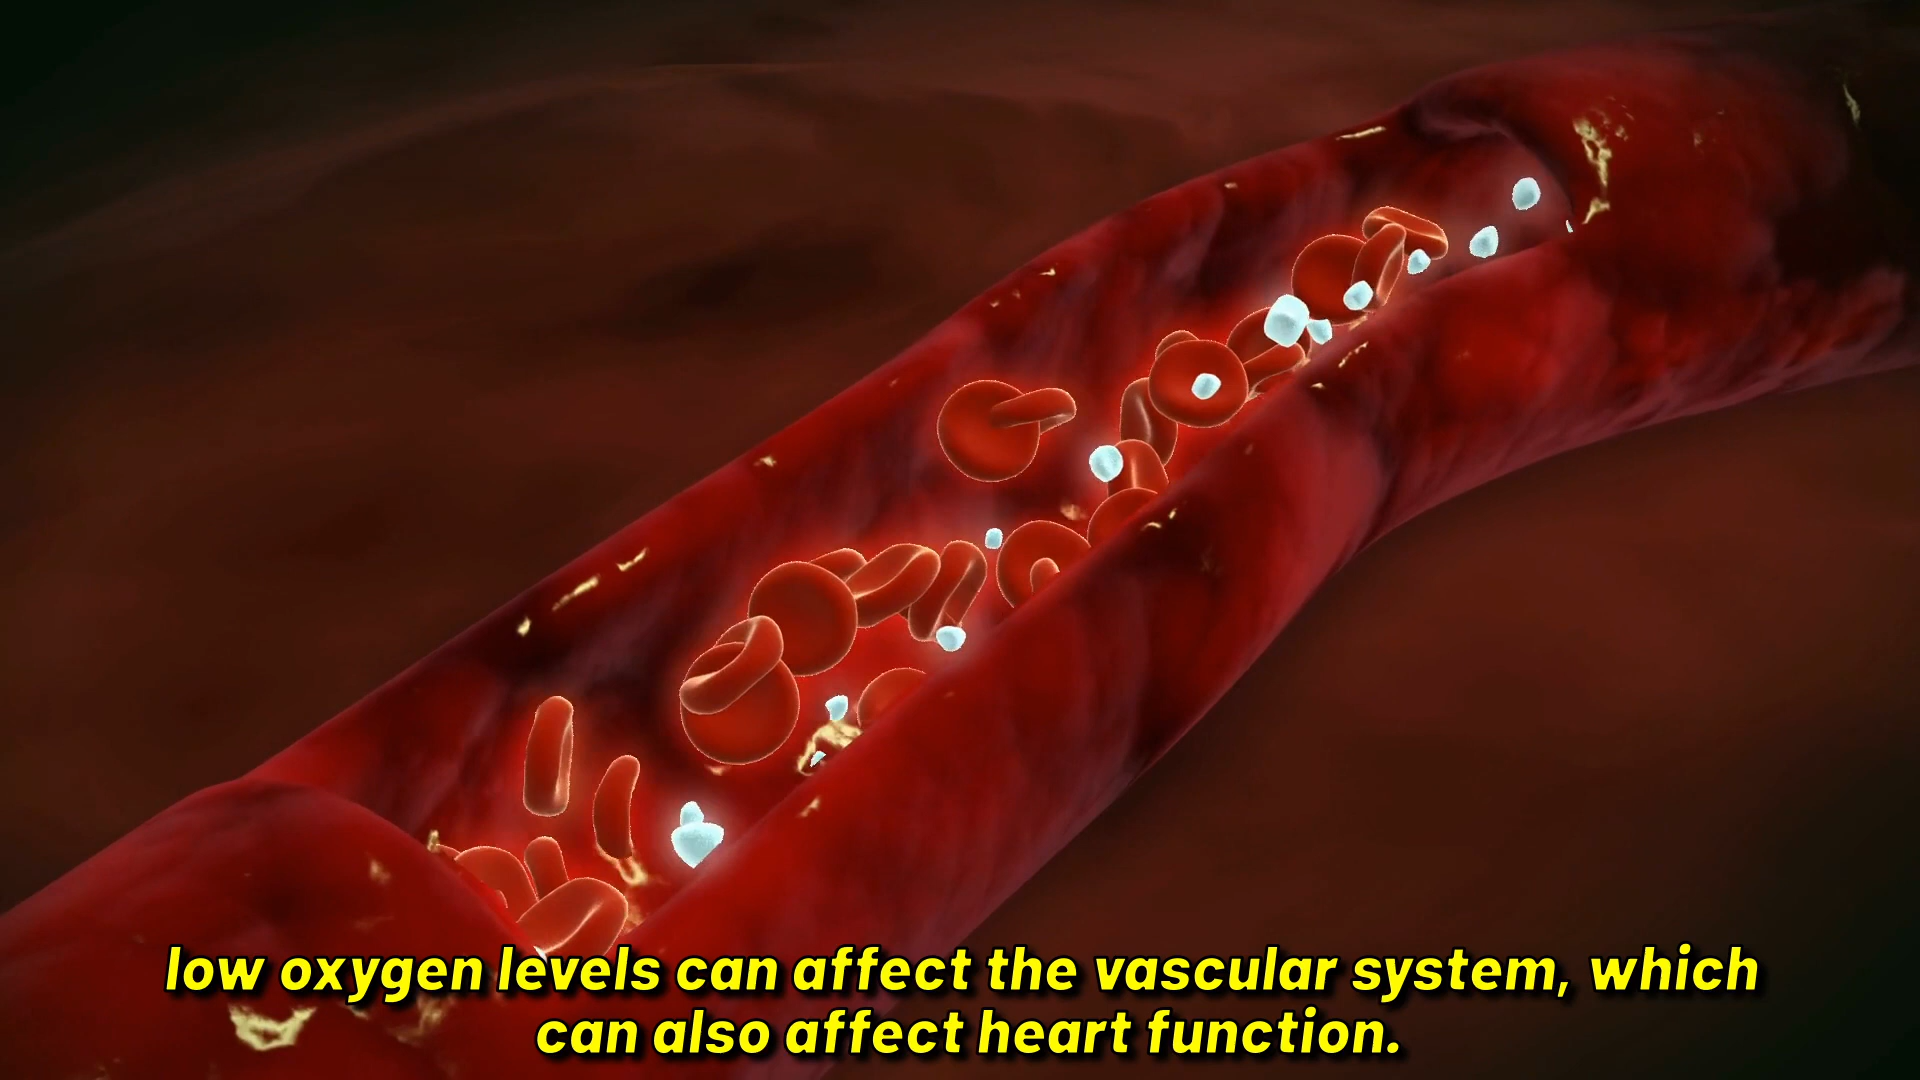 low oxygen levels can affect the vascular system, which
can also affect heart function.